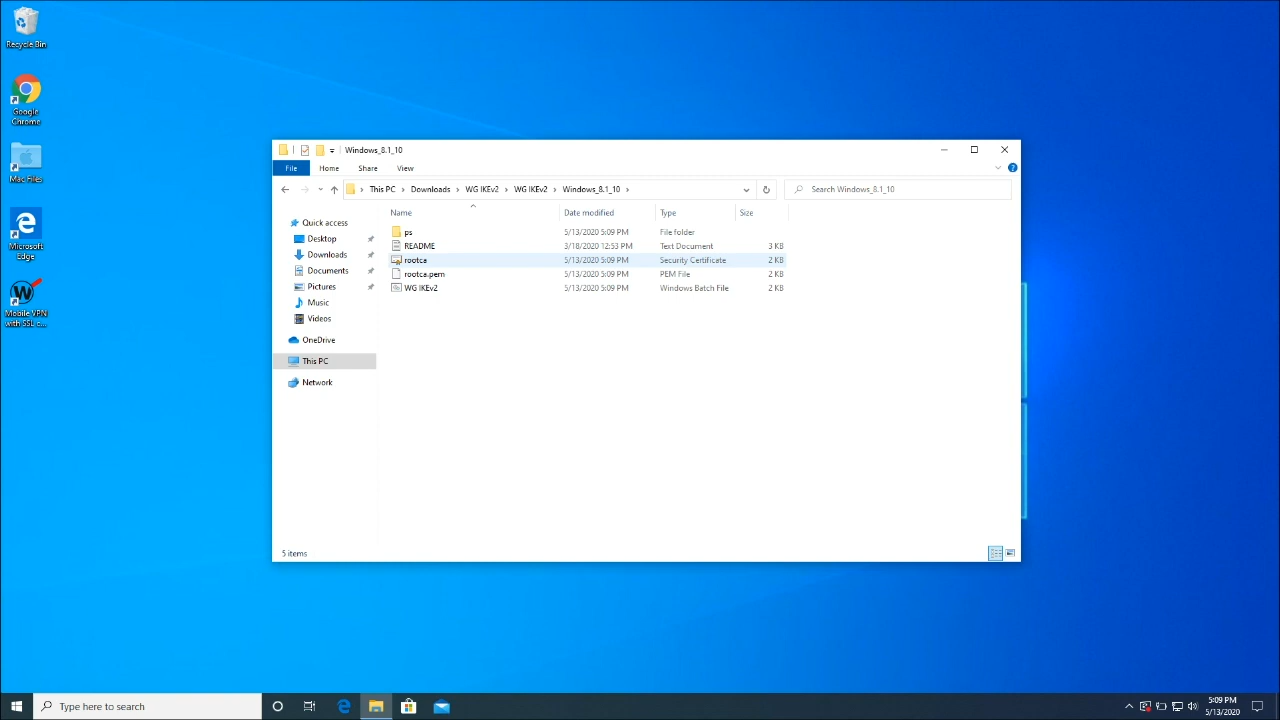 Recycle Bin
Google
Chrome
Mac Files
Microsoft
Edge
Mobile VPN
with SSL c...
Windows_8.1_10
File
Home
Share
View
This PC
Downloads
WG IKEv2
WG IKEv2
Windows_8.1_10
Search Windows_8.1_10
Quick access
Desktop
Downloads
Documents
Pictures
Music
Videos
OneDrive
This PC
Network
Name Date modified Type Size
ps 5/13/2020 5:09 PM File folder
README 3/18/2020 12:53 PM Text Document 3 KB
rootca 5/13/2020 5:09 PM Security Certificate 2 KB
rootca.pem 5/13/2020 5:09 PM PEM File 2 KB
WG IKEv2 5/13/2020 5:09 PM Windows Batch File 2 KB
5 items
Type here to search
5:09 PM
5/13/2020